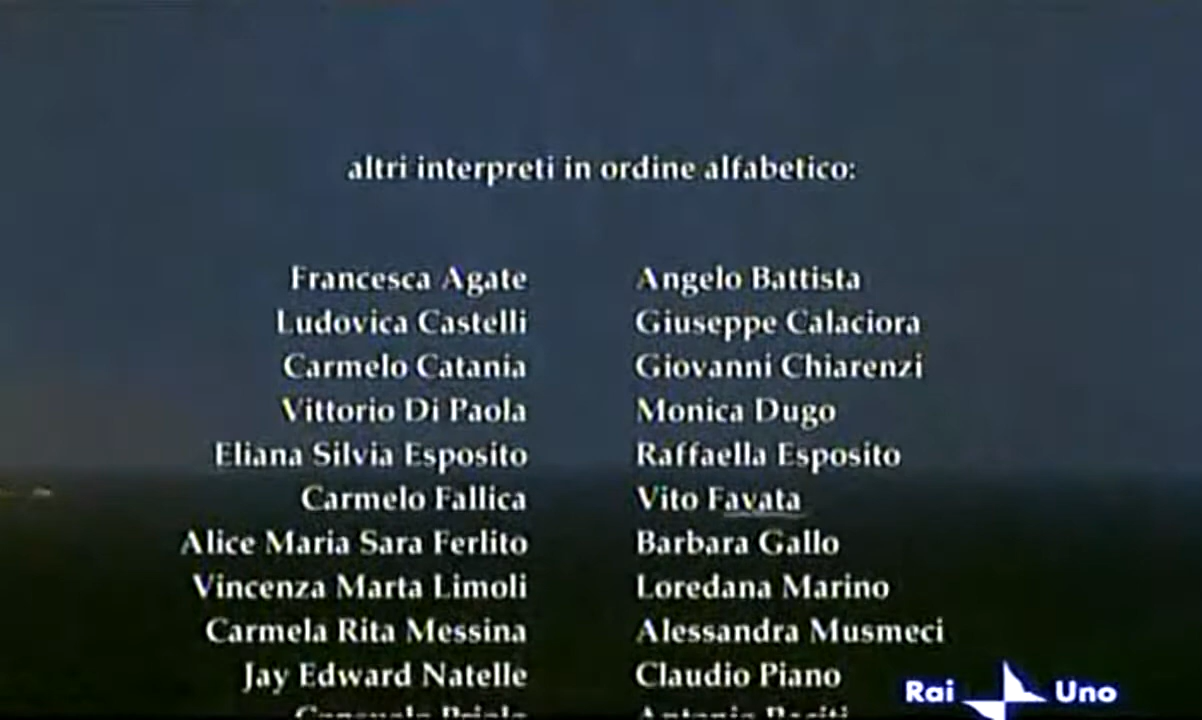 altri interpreti in ordine alfabetico:
Francesca Agate Angelo Battista
Ludovica Castelli Giuseppe Calaciora
Carmelo Catania Giovanni Chiarenzi
Vittorio Di Paola Monica Dugo
Eliana Silvia Esposito Raffaella Esposito
Carmelo Fallica Vito Favata
Alice Maria Sara Ferlito Barbara Gallo
Vincenza Marta Limoli Loredana Marino
Carmela Rita Messina Alessandra Musmeci
Jay Edward Natelle Claudio Piano
Rai Uno